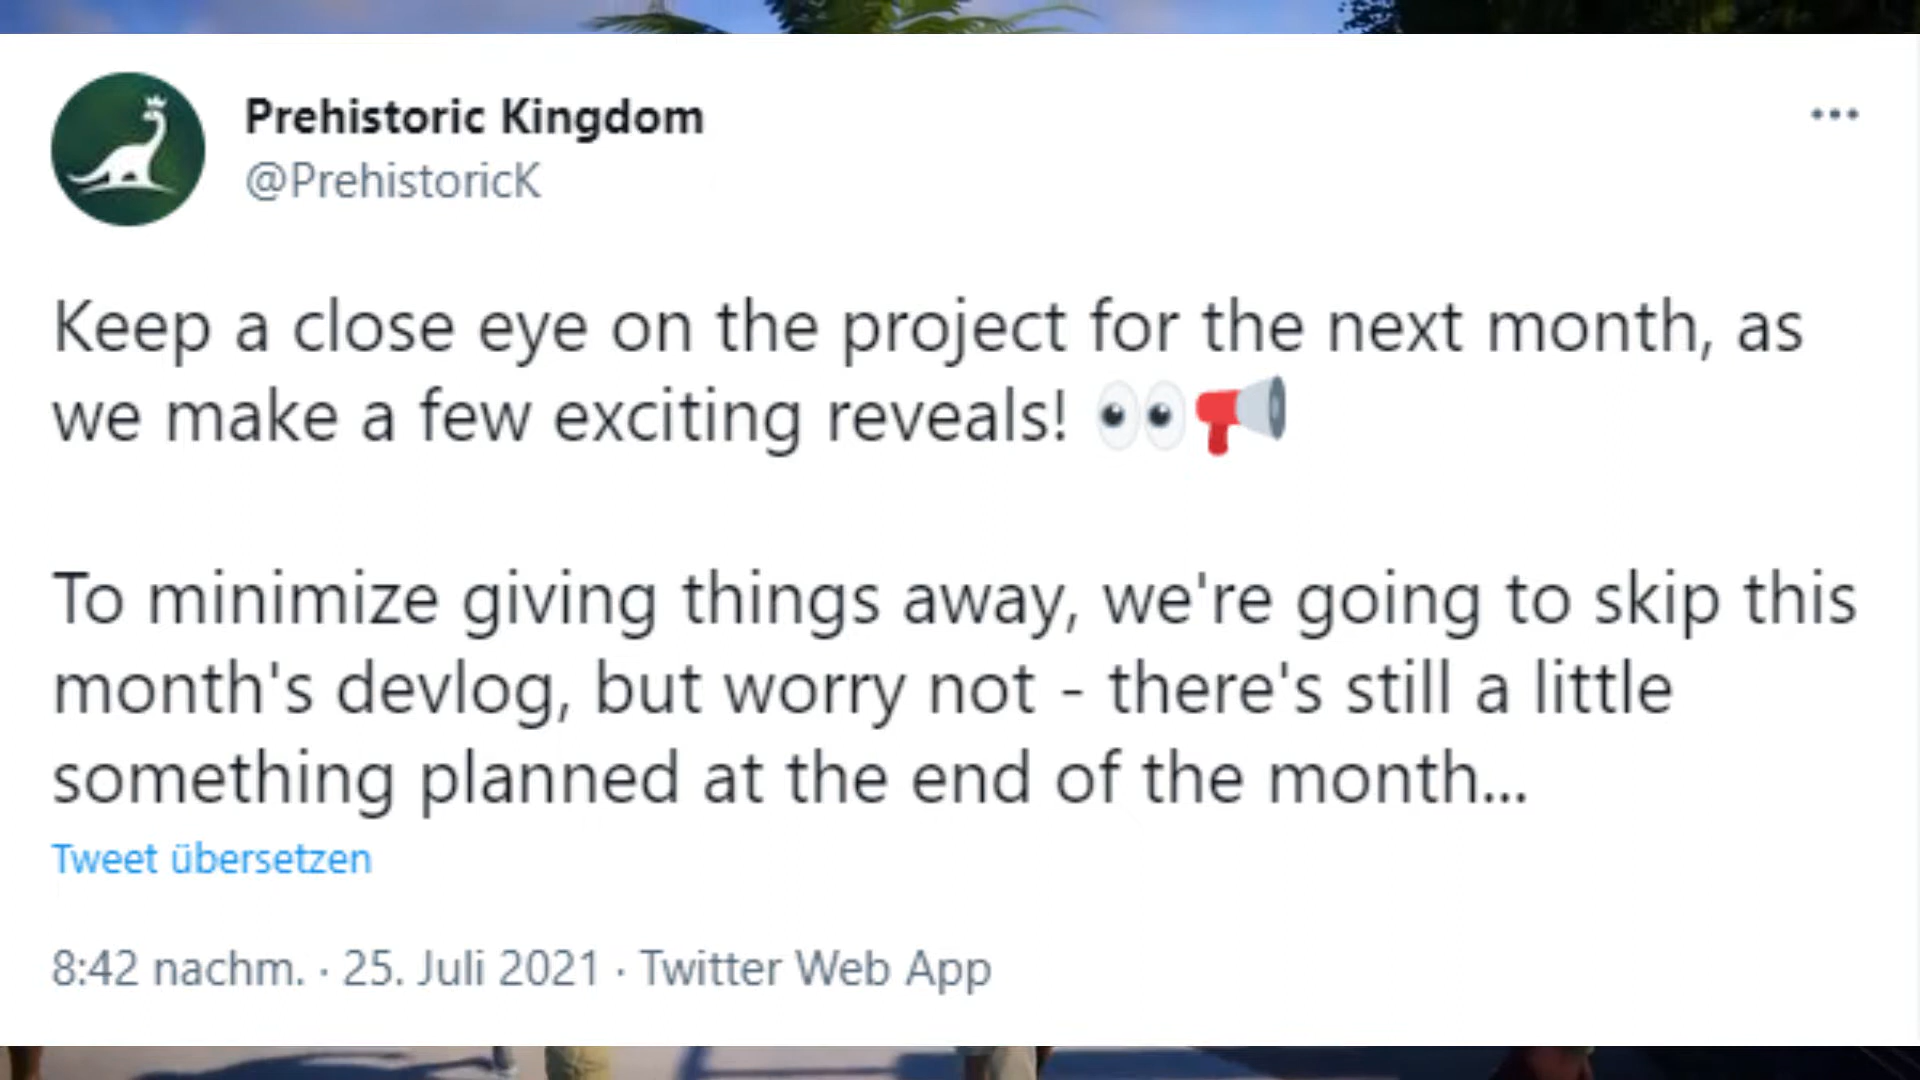 Prehistoric Kingdom
@PrehistoricK
Keep a close eye on the project for the next month, as
we make a few exciting reveals! 👀📢
To minimize giving things away, we're going to skip this
month's devlog, but worry not - there's still a little
something planned at the end of the month...
Tweet übersetzen
8:42 nachm. · 25. Juli 2021 · Twitter Web App